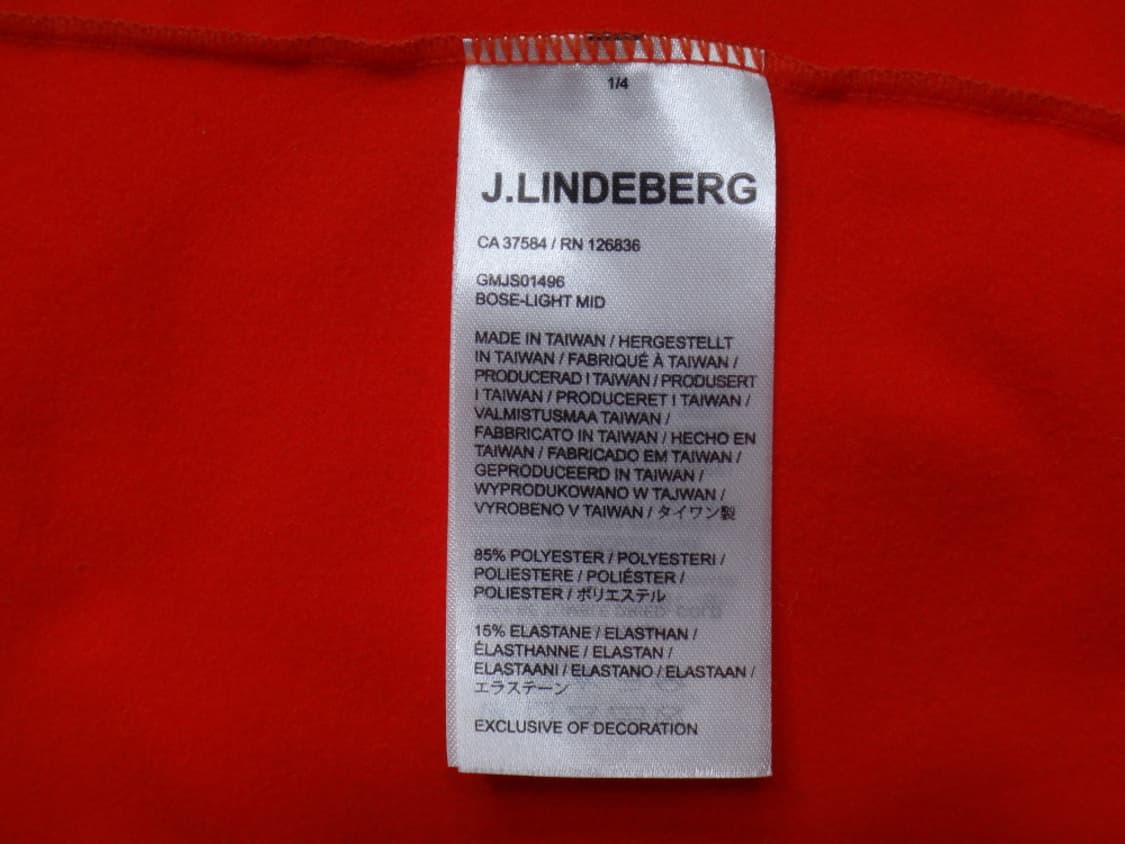 1/4
J.LINDEBERG
CA 37584 / RN 126836
GMJS01496
BOSE-LIGHT MID
MADE IN TAIWAN / HERGESTELLT
IN TAIWAN / FABRIQUÉ À TAIWAN /
PRODUCERAD I TAIWAN / PRODUSERT
I TAIWAN / PRODUCERET I TAIWAN /
VALMISTUSMAA TAIWAN /
FABBRICATO IN TAIWAN / HECHO EN
TAIWAN / FABRICADO EM TAIWAN /
GEPRODUCEERD IN TAIWAN /
WYPRODUKOWANO W TAJWAN /
VYROBENO V TAIWAN / タイワン製
85% POLYESTER / POLYESTERI /
POLIESTERE / POLIÉSTER /
POLIESTER / ポリエステル
15% ELASTANE / ELASTHAN /
ÉLASTHANNE / ELASTAN /
ELASTAANI / ELASTANO / ELASTAAN /
エラステーン
EXCLUSIVE OF DECORATION